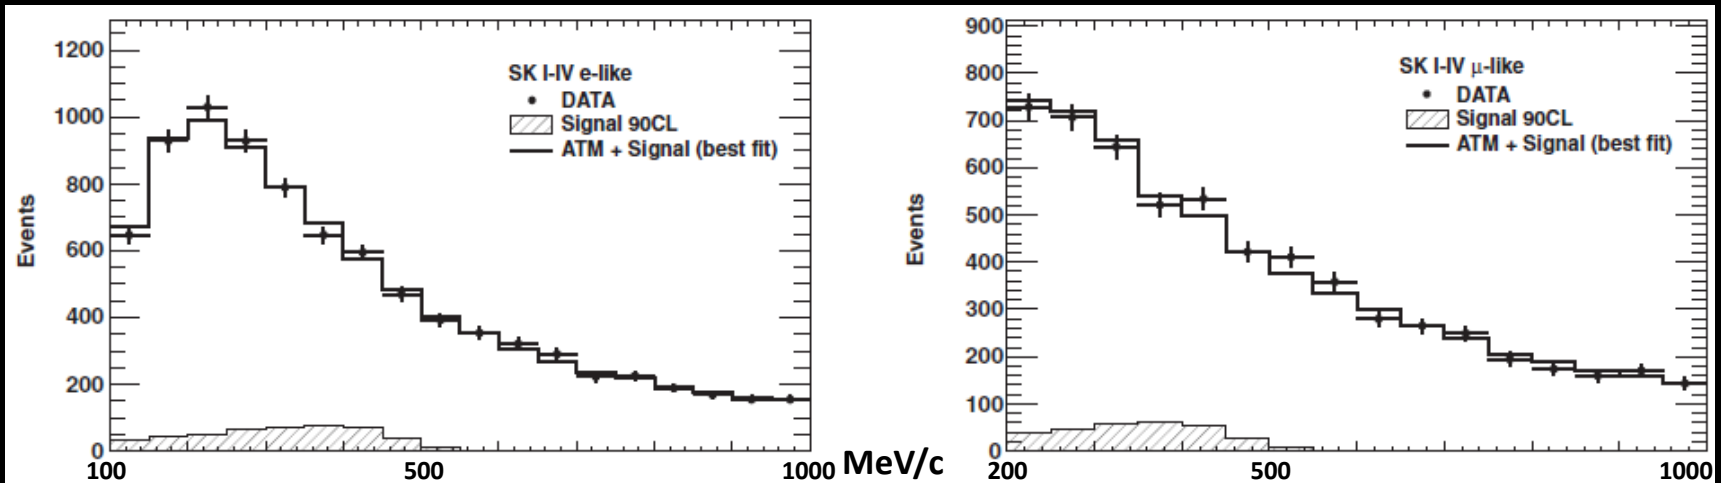 1200
1000
800
600
400
200
0
Events
SK I-IV e-like
DATA
Signal 90CL
ATM + Signal (best fit)
100
500
1000
MeV/c
900
800
700
600
500
400
300
200
100
0
Events
SK I-IV μ-like
DATA
Signal 90CL
ATM + Signal (best fit)
200
500
1000